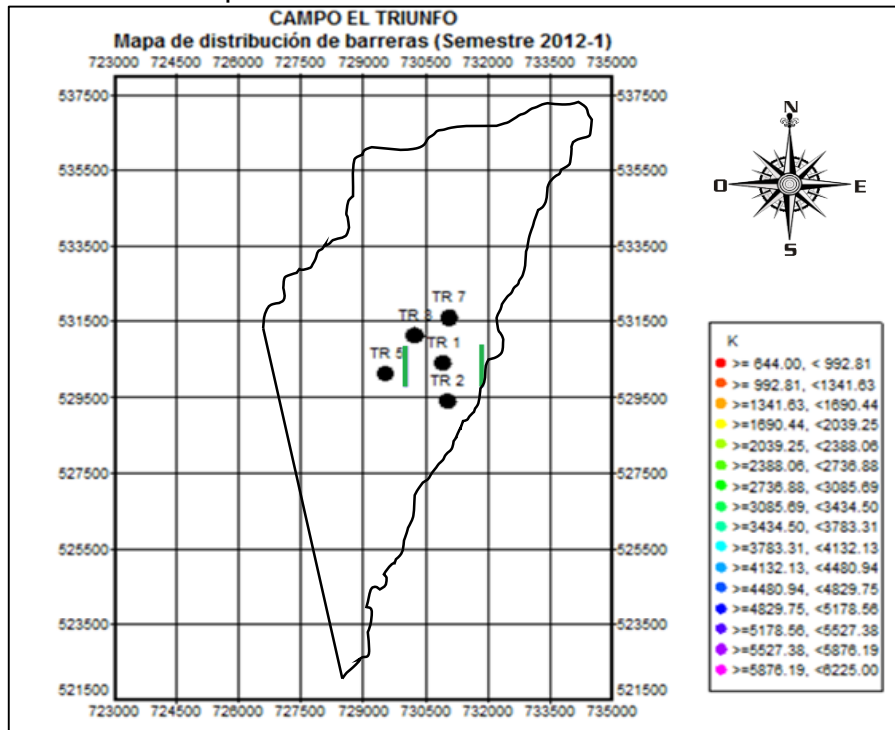 CAMPO EL TRIUNFO
Mapa de distribución de barreras (Semestre 2012-1)
723000 724500 726000 727500 729000 730500 732000 733500 735000
537500 537500
535500 535500
533500 533500
531500 531500
529500 529500
527500 527500
525500 525500
523500 523500
521500 521500
723000 724500 726000 727500 729000 730500 732000 733500 735000
TR 7
TR 3
TR 1
TR 5
TR 2
N
O E
S
K
>= 644.00, < 992.81
>= 992.81, <1341.63
>=1341.63, <1690.44
>=1690.44, <2039.25
>=2039.25, <2388.06
>=2388.06, <2736.88
>=2736.88, <3085.69
>=3085.69, <3434.50
>=3434.50, <3783.31
>=3783.31, <4132.13
>=4132.13, <4480.94
>=4480.94, <4829.75
>=4829.75, <5178.56
>=5178.56, <5527.38
>=5527.38, <5876.19
>=5876.19, <6225.00